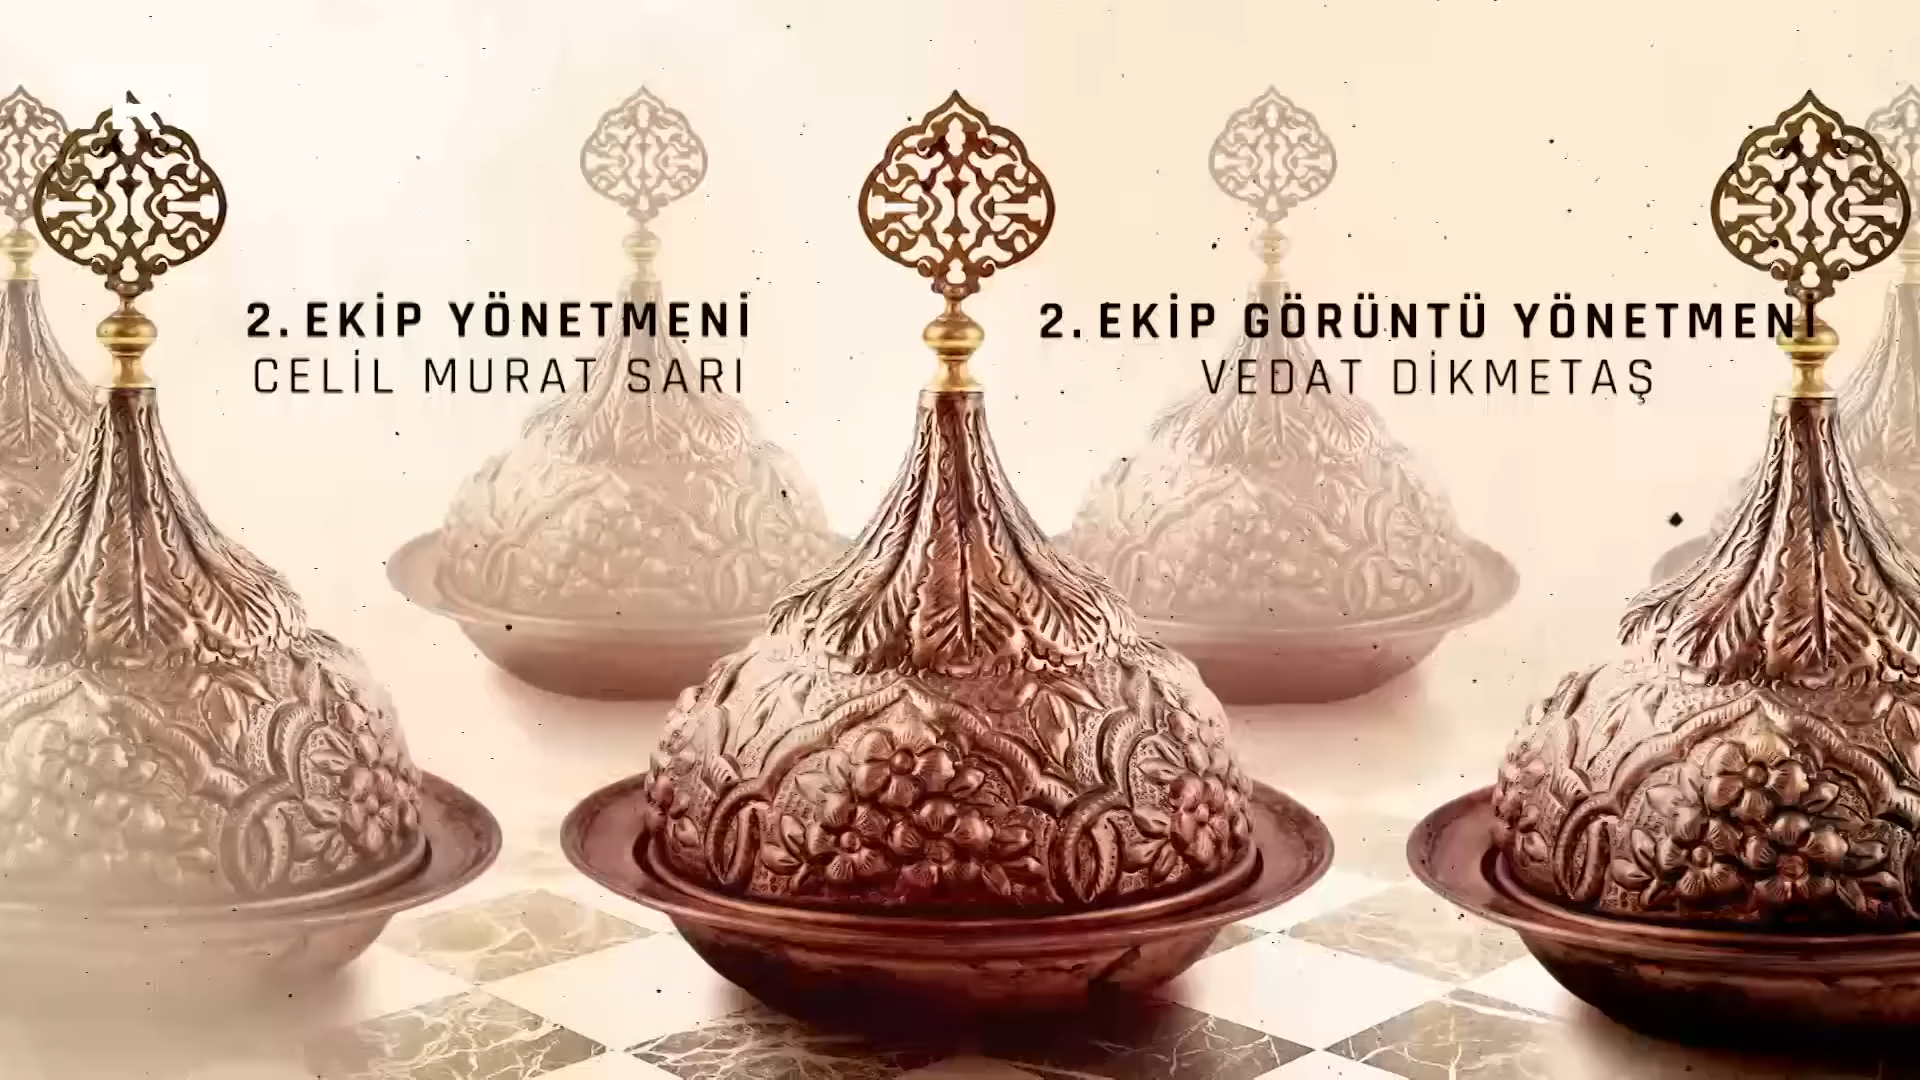 2. EKİP YÖNETMENİ
CELİL MURAT SARI
2. EKİP GÖRÜNTÜ YÖNETMENİ
VEDAT DİKMETAŞ